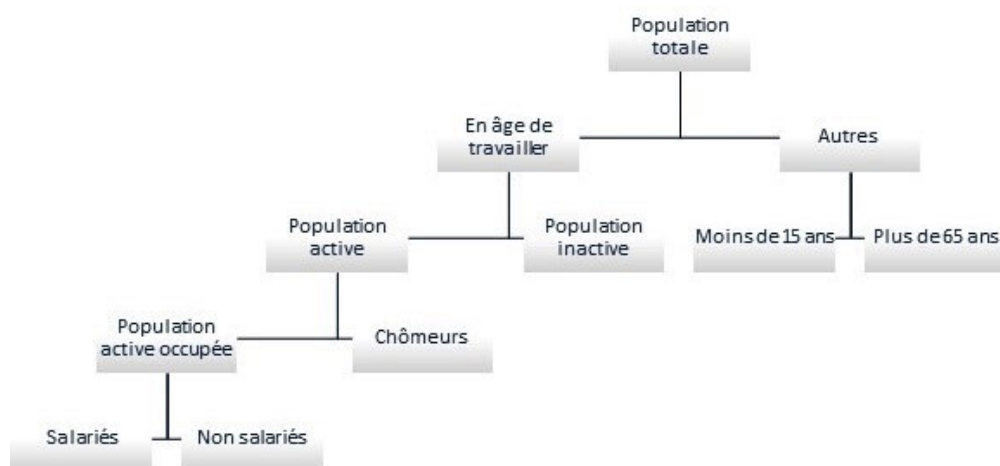 Population
totale
En âge de
travailler
Autres
Population
active
Population
inactive
Moins de 15 ans
Plus de 65 ans
Population
active occupée
Chômeurs
Salariés
Non salariés